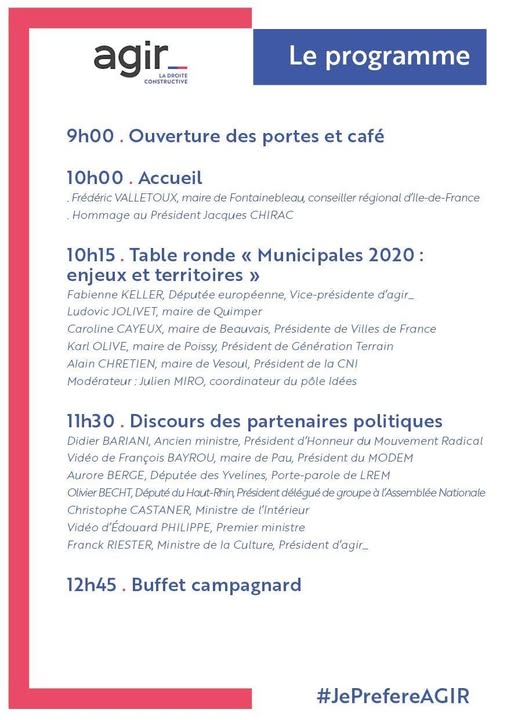 agir_
LA DROITE
CONSTRUCTIVE
Le programme
9h00 . Ouverture des portes et café
10h00 . Accueil
. Frédéric VALLETOUX, maire de Fontainebleau, conseiller régional d'Ile-de-France
. Hommage au Président Jacques CHIRAC
10h15 . Table ronde « Municipales 2020 :
enjeux et territoires »
Fabienne KELLER, Députée européenne, Vice-présidente d'agir_
Ludovic JOLIVET, maire de Quimper
Caroline CAYEUX, maire de Beauvais, Présidente de Villes de France
Karl OLIVE, maire de Poissy, Président de Génération Terrain
Alain CHRETIEN, maire de Vesoul, Président de la CNI
Modérateur : Julien MIRO, coordinateur du pôle Idées
11h30 . Discours des partenaires politiques
Didier BARIANI, Ancien ministre, Président d'Honneur du Mouvement Radical
Vidéo de François BAYROU, maire de Pau, Président du MODEM
Aurore BERGE, Députée des Yvelines, Porte-parole de LREM
Olivier BECHT, Député du Haut-Rhin, Président délégué de groupe à l'Assemblée Nationale
Christophe CASTANER, Ministre de l'Intérieur
Vidéo d'Édouard PHILIPPE, Premier ministre
Franck RIESTER, Ministre de la Culture, Président d'agir_
12h45 . Buffet campagnard
#JePrefereAGIR